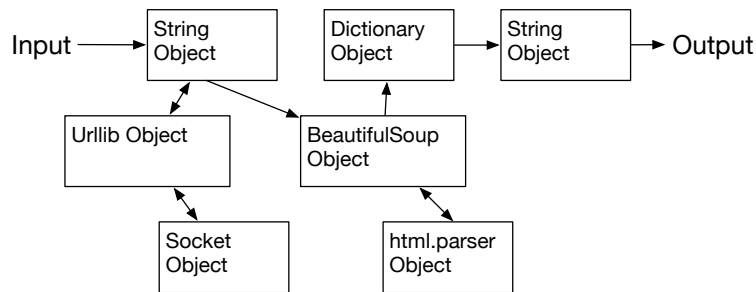 Input
String
Object
Dictionary
Object
String
Object
Output
Urllib Object
BeautifulSoup
Object
Socket
Object
html.parser
Object